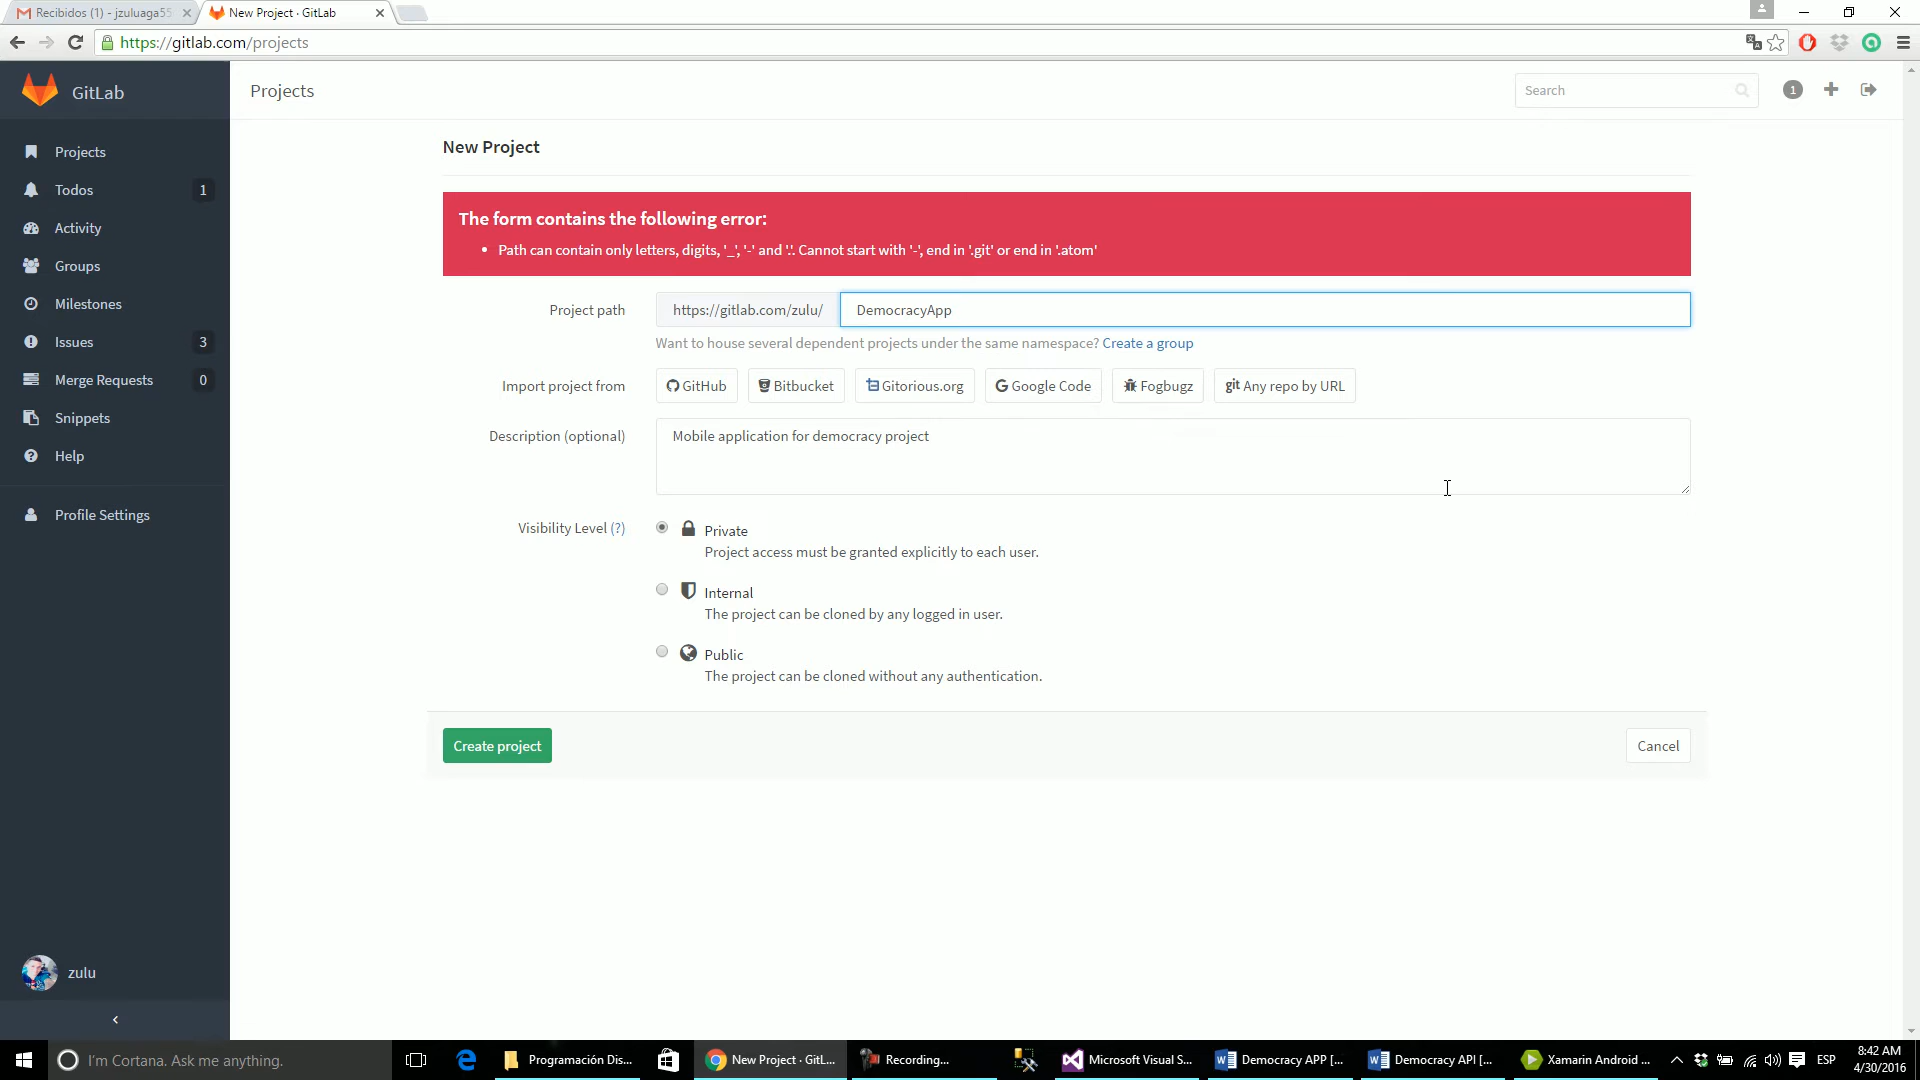 Recibidos (1) - jzuluaga55
New Project · GitLab
https://gitlab.com/projects
GitLab
Projects
Search
1
Projects
Todos 1
Activity
Groups
Milestones
Issues 3
Merge Requests 0
Snippets
Help
Profile Settings
zulu
New Project
The form contains the following error:
• Path can contain only letters, digits, '_', '-' and '.'. Cannot start with '-', end in '.git' or end in '.atom'
Project path https://gitlab.com/zulu/ DemocracyApp
Want to house several dependent projects under the same namespace? Create a group
Import project from GitHub Bitbucket Gitorious.org Google Code Fogbugz git Any repo by URL
Description (optional) Mobile application for democracy project
Visibility Level (?) Private
Project access must be granted explicitly to each user.
Internal
The project can be cloned by any logged in user.
Public
The project can be cloned without any authentication.
Create project Cancel
I'm Cortana. Ask me anything.
Programación Dis...
New Project · GitL...
Recording...
Microsoft Visual S...
Democracy APP [...
Democracy API [...
Xamarin Android ...
ESP
8:42 AM
4/30/2016